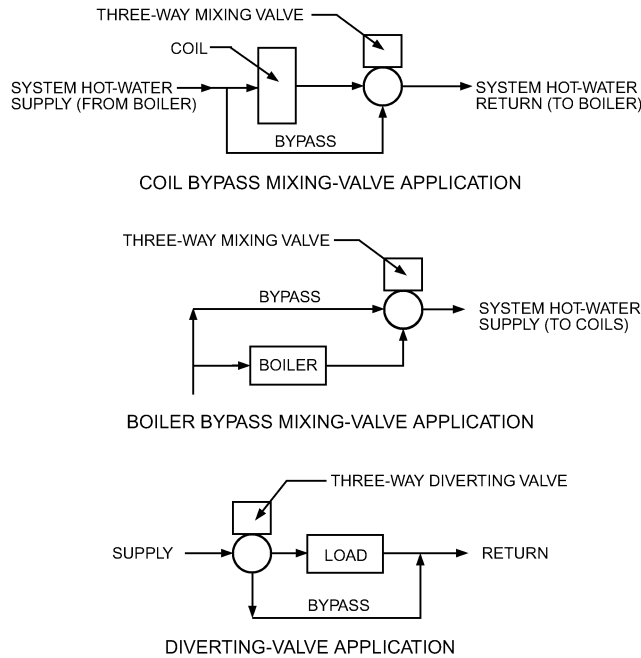 THREE-WAY MIXING VALVE
COIL
SYSTEM HOT-WATER
SUPPLY (FROM BOILER)
SYSTEM HOT-WATER
RETURN (TO BOILER)
BYPASS
COIL BYPASS MIXING-VALVE APPLICATION
THREE-WAY MIXING VALVE
BYPASS
SYSTEM HOT-WATER
SUPPLY (TO COILS)
BOILER
BOILER BYPASS MIXING-VALVE APPLICATION
THREE-WAY DIVERTING VALVE
SUPPLY
LOAD
RETURN
BYPASS
DIVERTING-VALVE APPLICATION